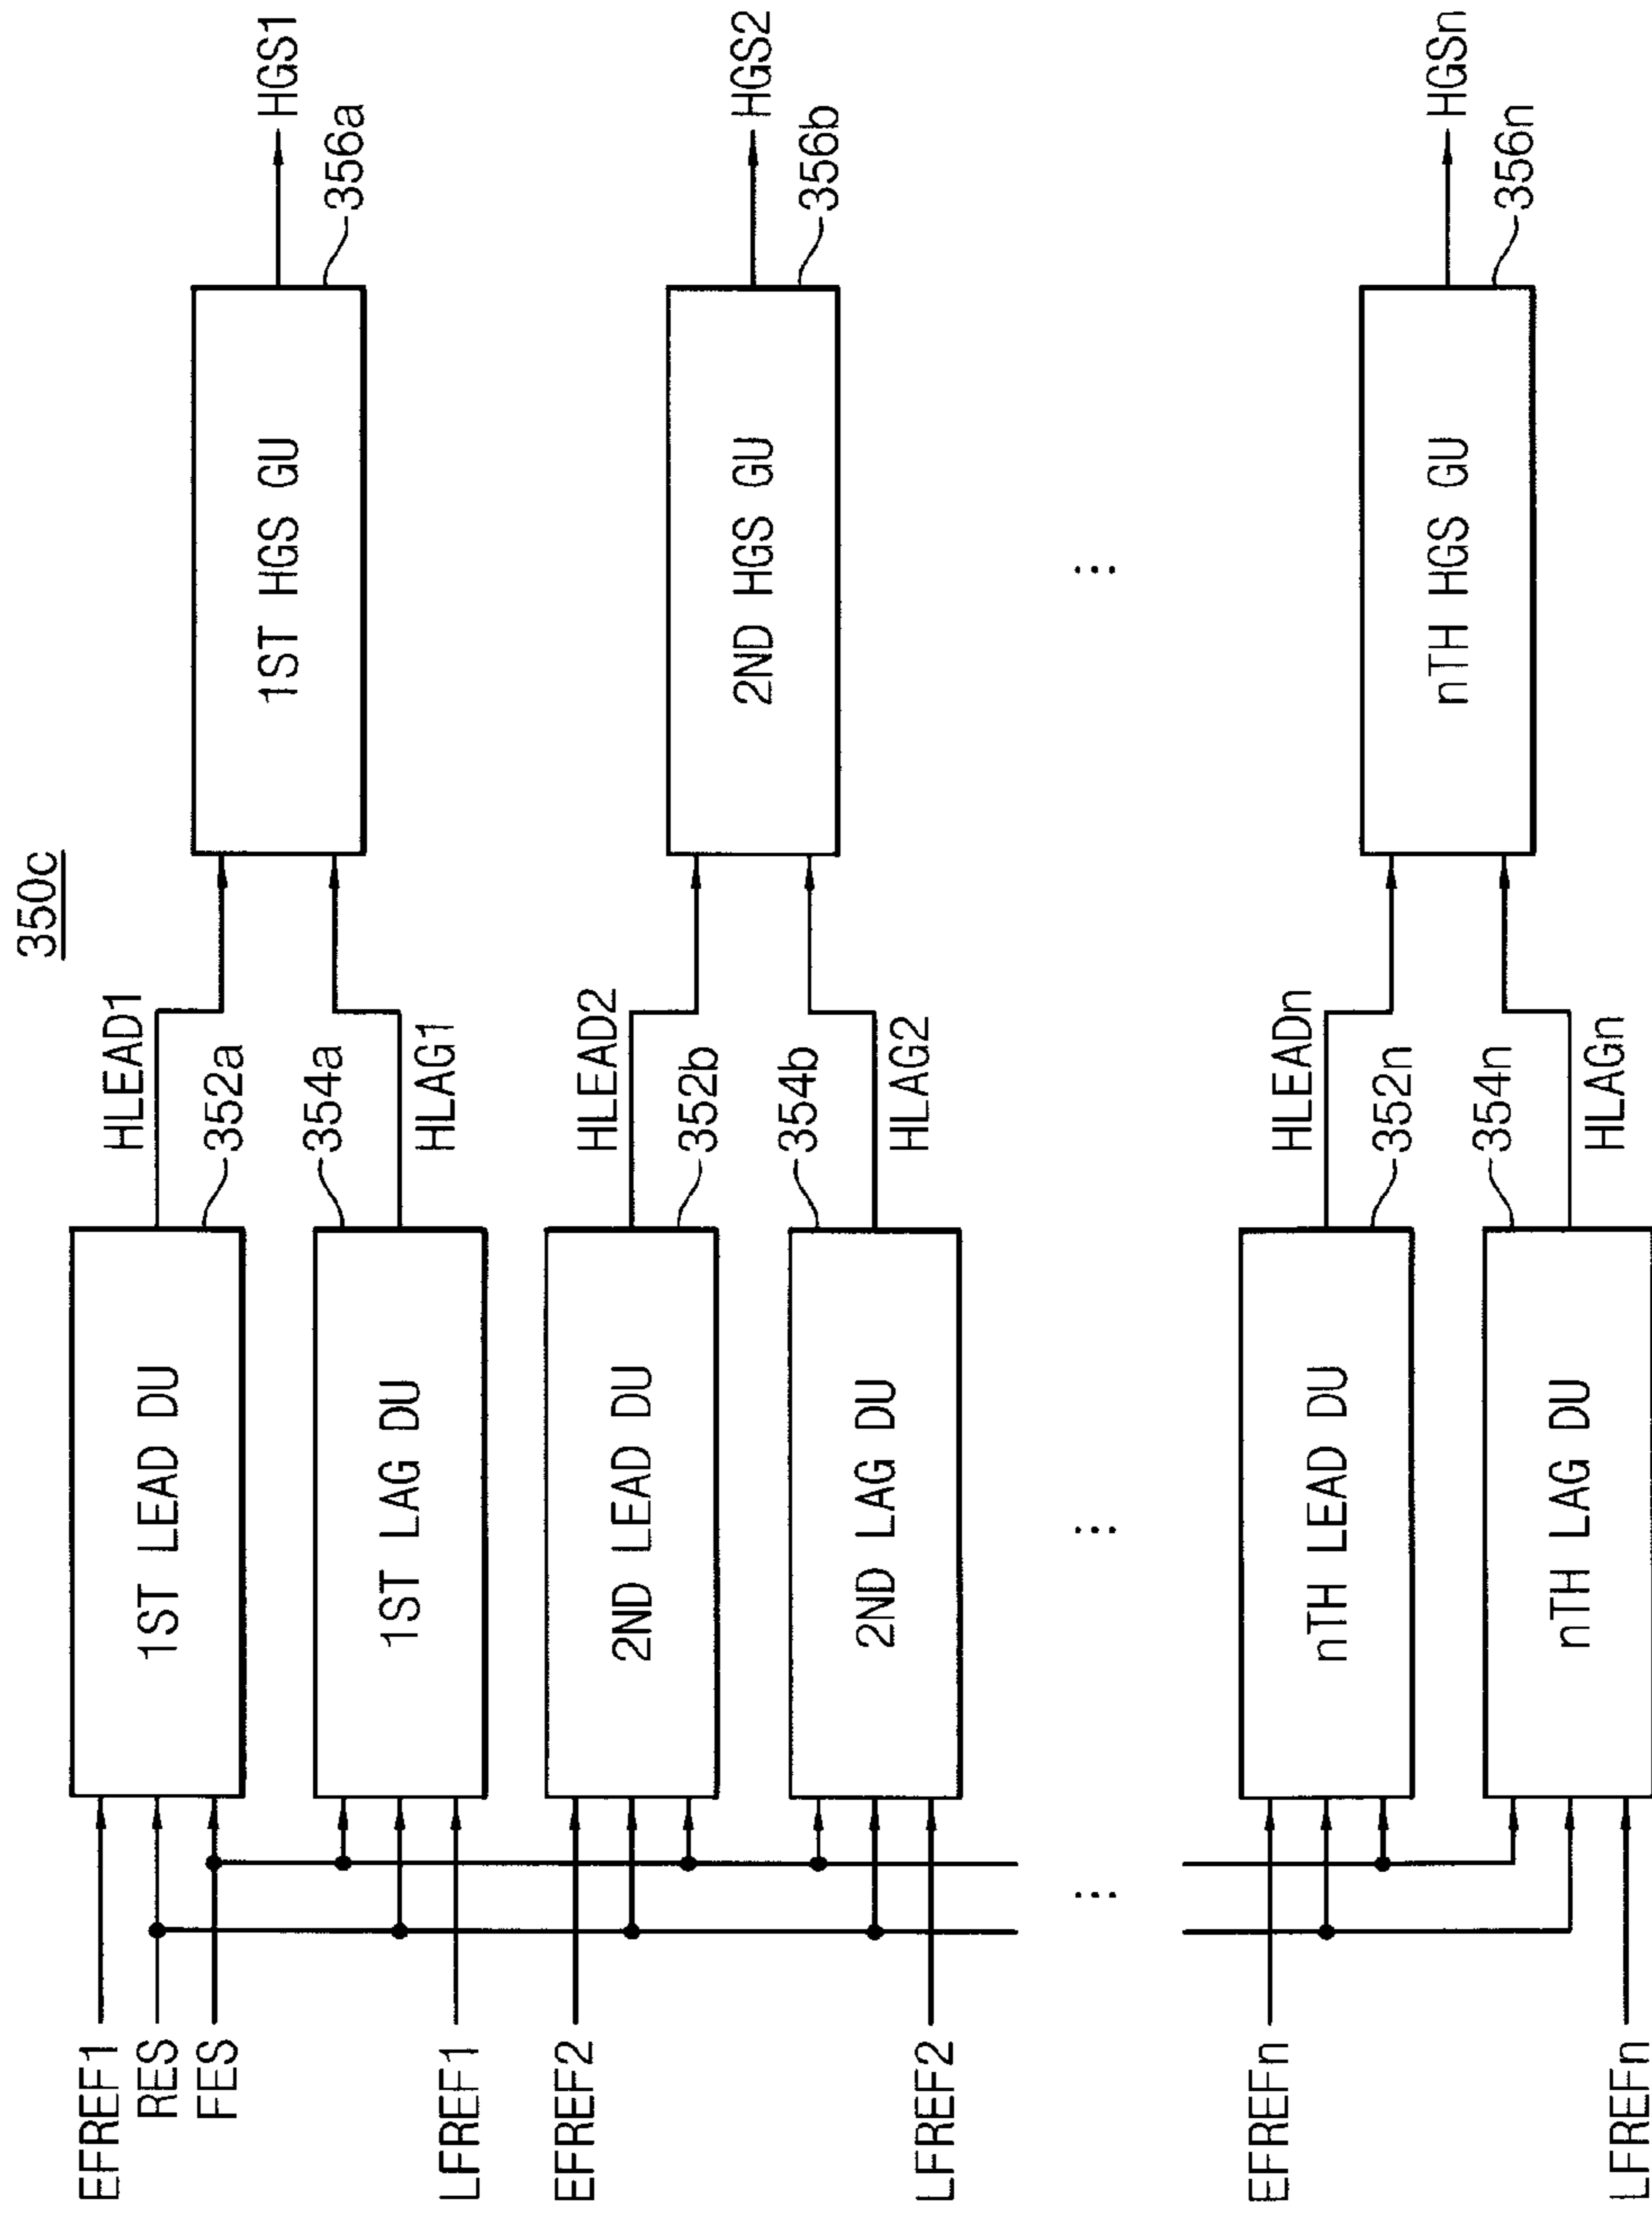 350c
EFREF1
RES
FES
1ST LEAD DU
HLEAD1
352a
354a
1ST LAG DU
HLAG1
LFREF1
1ST HGS GU
356a
HGS1
EFREF2
2ND LEAD DU
HLEAD2
352b
354b
2ND LAG DU
HLAG2
LFREF2
2ND HGS GU
356b
HGS2
...
...
...
EFREFn
nTH LEAD DU
HLEADn
352n
354n
nTH LAG DU
HLAGn
LFREFn
nTH HGS GU
356n
HGSn